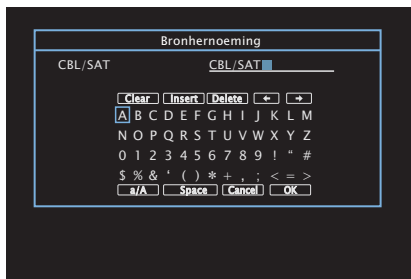 Bronhernoeming
CBL/SAT CBL/SAT
Clear Insert Delete ← →
A B C D E F G H I J K L M
N O P Q R S T U V W X Y Z
0 1 2 3 4 5 6 7 8 9 ! “ #
$ % & ‘ ( ) * + , ; < = >
a/A Space Cancel OK